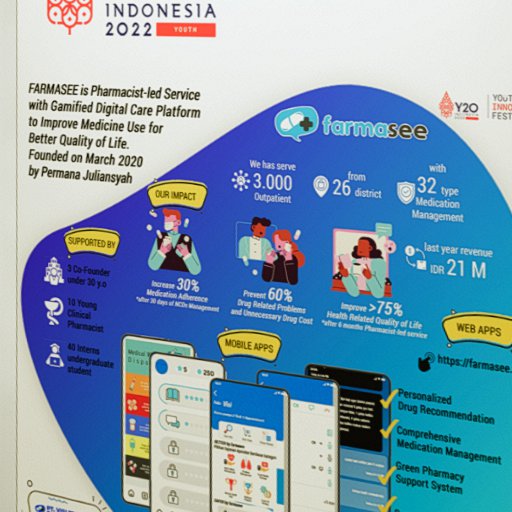 INDONESIA
2022 YOUTH
FARMASEE is Pharmacist-led Service
with Gamified Digital Care Platform
to Improve Medicine Use for
Better Quality of Life.
Founded on March 2020
by Permana Juliansyah
Y20
INDONESIA 2022
farmasee
We has serve
3.000
Outpatient
from
26 district
with
32 type
Medication
Management
last year revenue
IDR 21 M
OUR IMPACT
Increase 30%
Medication Adherence
*after 30 days of NCDs Management
Prevent 60%
Drug Related Problems
and Unnecessary Drug Cost
Improve >75%
Health Related Quality of Life
*after 6 months Pharmacist-led service
SUPPORTED BY
3 Co-Founder
under 30 y.o
10 Young
Clinical
Pharmacist
40 Interns
undergraduate
student
MOBILE APPS
WEB APPS
https://farmasee.
Personalized
Drug Recommendation
Comprehensive
Medication Management
Green Pharmacy
Support System
5
250